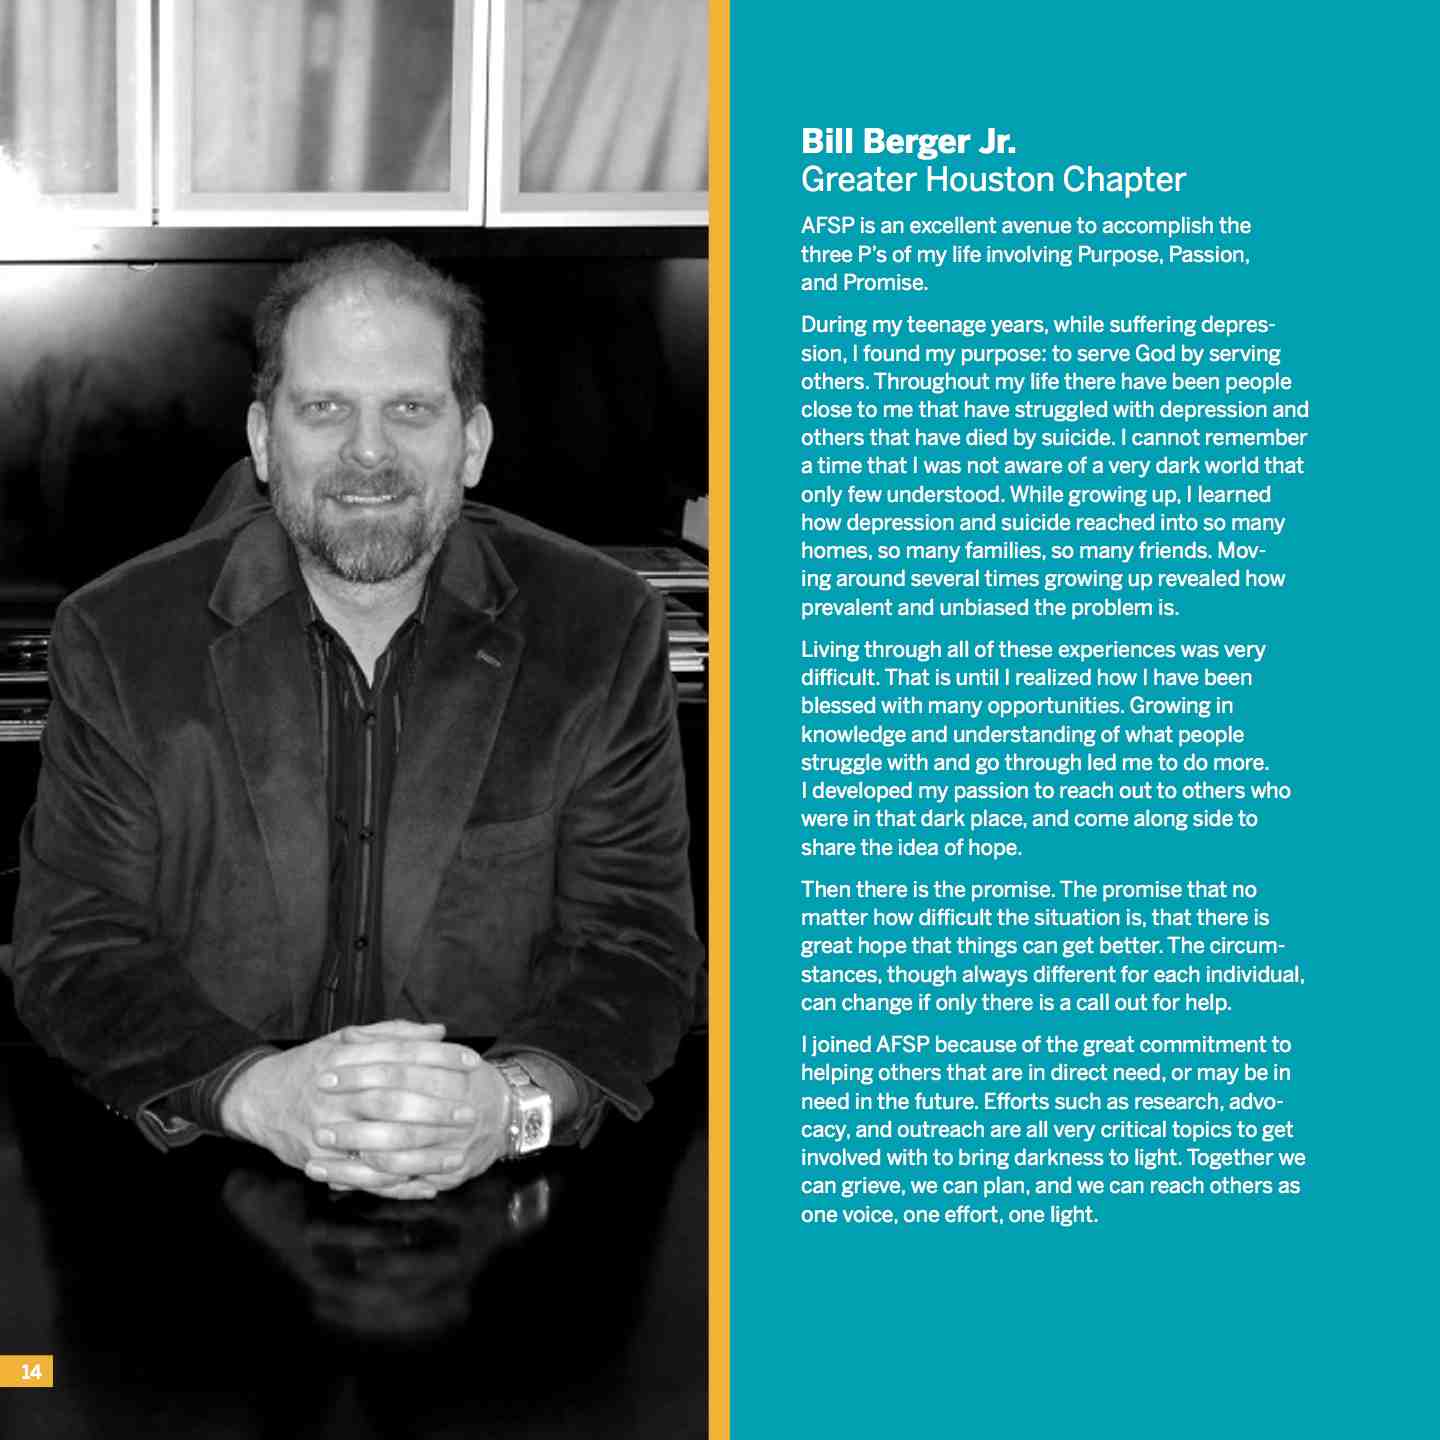 Bill Berger Jr.
Greater Houston Chapter
AFSP is an excellent avenue to accomplish the
three P's of my life involving Purpose, Passion,
and Promise.
During my teenage years, while suffering depres-
sion, I found my purpose: to serve God by serving
others. Throughout my life there have been people
close to me that have struggled with depression and
others that have died by suicide. I cannot remember
a time that I was not aware of a very dark world that
only few understood. While growing up, I learned
how depression and suicide reached into so many
homes, so many families, so many friends. Mov-
ing around several times growing up revealed how
prevalent and unbiased the problem is.
Living through all of these experiences was very
difficult. That is until I realized how I have been
blessed with many opportunities. Growing in
knowledge and understanding of what people
struggle with and go through led me to do more.
I developed my passion to reach out to others who
were in that dark place, and come along side to
share the idea of hope.
Then there is the promise. The promise that no
matter how difficult the situation is, that there is
great hope that things can get better. The circum-
stances, though always different for each individual,
can change if only there is a call out for help.
I joined AFSP because of the great commitment to
helping others that are in direct need, or may be in
need in the future. Efforts such as research, advo-
cacy, and outreach are all very critical topics to get
involved with to bring darkness to light. Together we
can grieve, we can plan, and we can reach others as
one voice, one effort, one light.
14